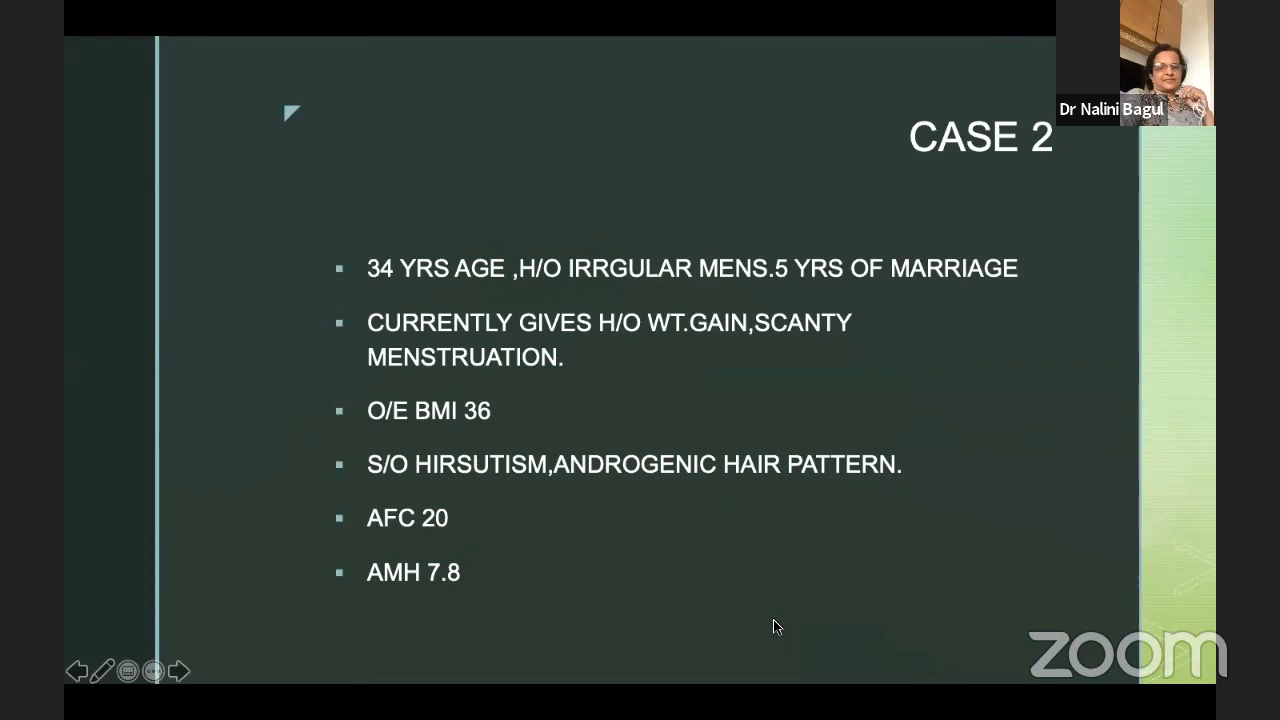 Dr Nalini Bagul
CASE 2
34 YRS AGE ,H/O IRRGULAR MENS.5 YRS OF MARRIAGE
CURRENTLY GIVES H/O WT.GAIN,SCANTY
MENSTRUATION.
O/E BMI 36
S/O HIRSUTISM,ANDROGENIC HAIR PATTERN.
AFC 20
AMH 7.8
zoom